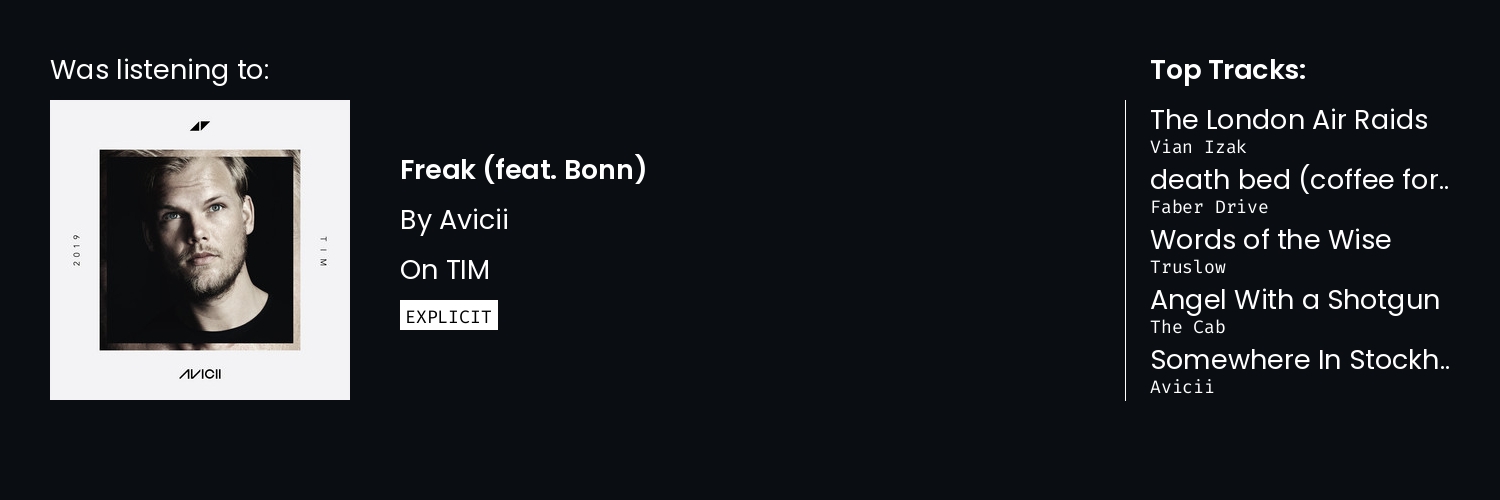 Was listening to:
2019
TIM
AVICII
Freak (feat. Bonn)
By Avicii
On TIM
EXPLICIT
Top Tracks:
The London Air Raids
Vian Izak
death bed (coffee for..
Faber Drive
Words of the Wise
Truslow
Angel With a Shotgun
The Cab
Somewhere In Stockh..
Avicii